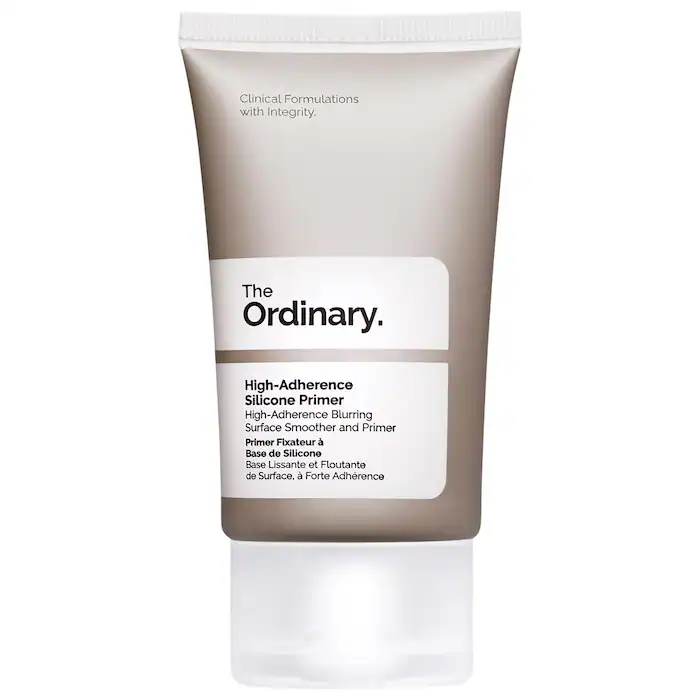 Clinical Formulations
with Integrity.
The
Ordinary.
High-Adherence
Silicone Primer
High-Adherence Blurring
Surface Smoother and Primer
Primer Fixateur à
Base de Silicone
Base Lissante et Floutante
de Surface, à Forte Adhérence